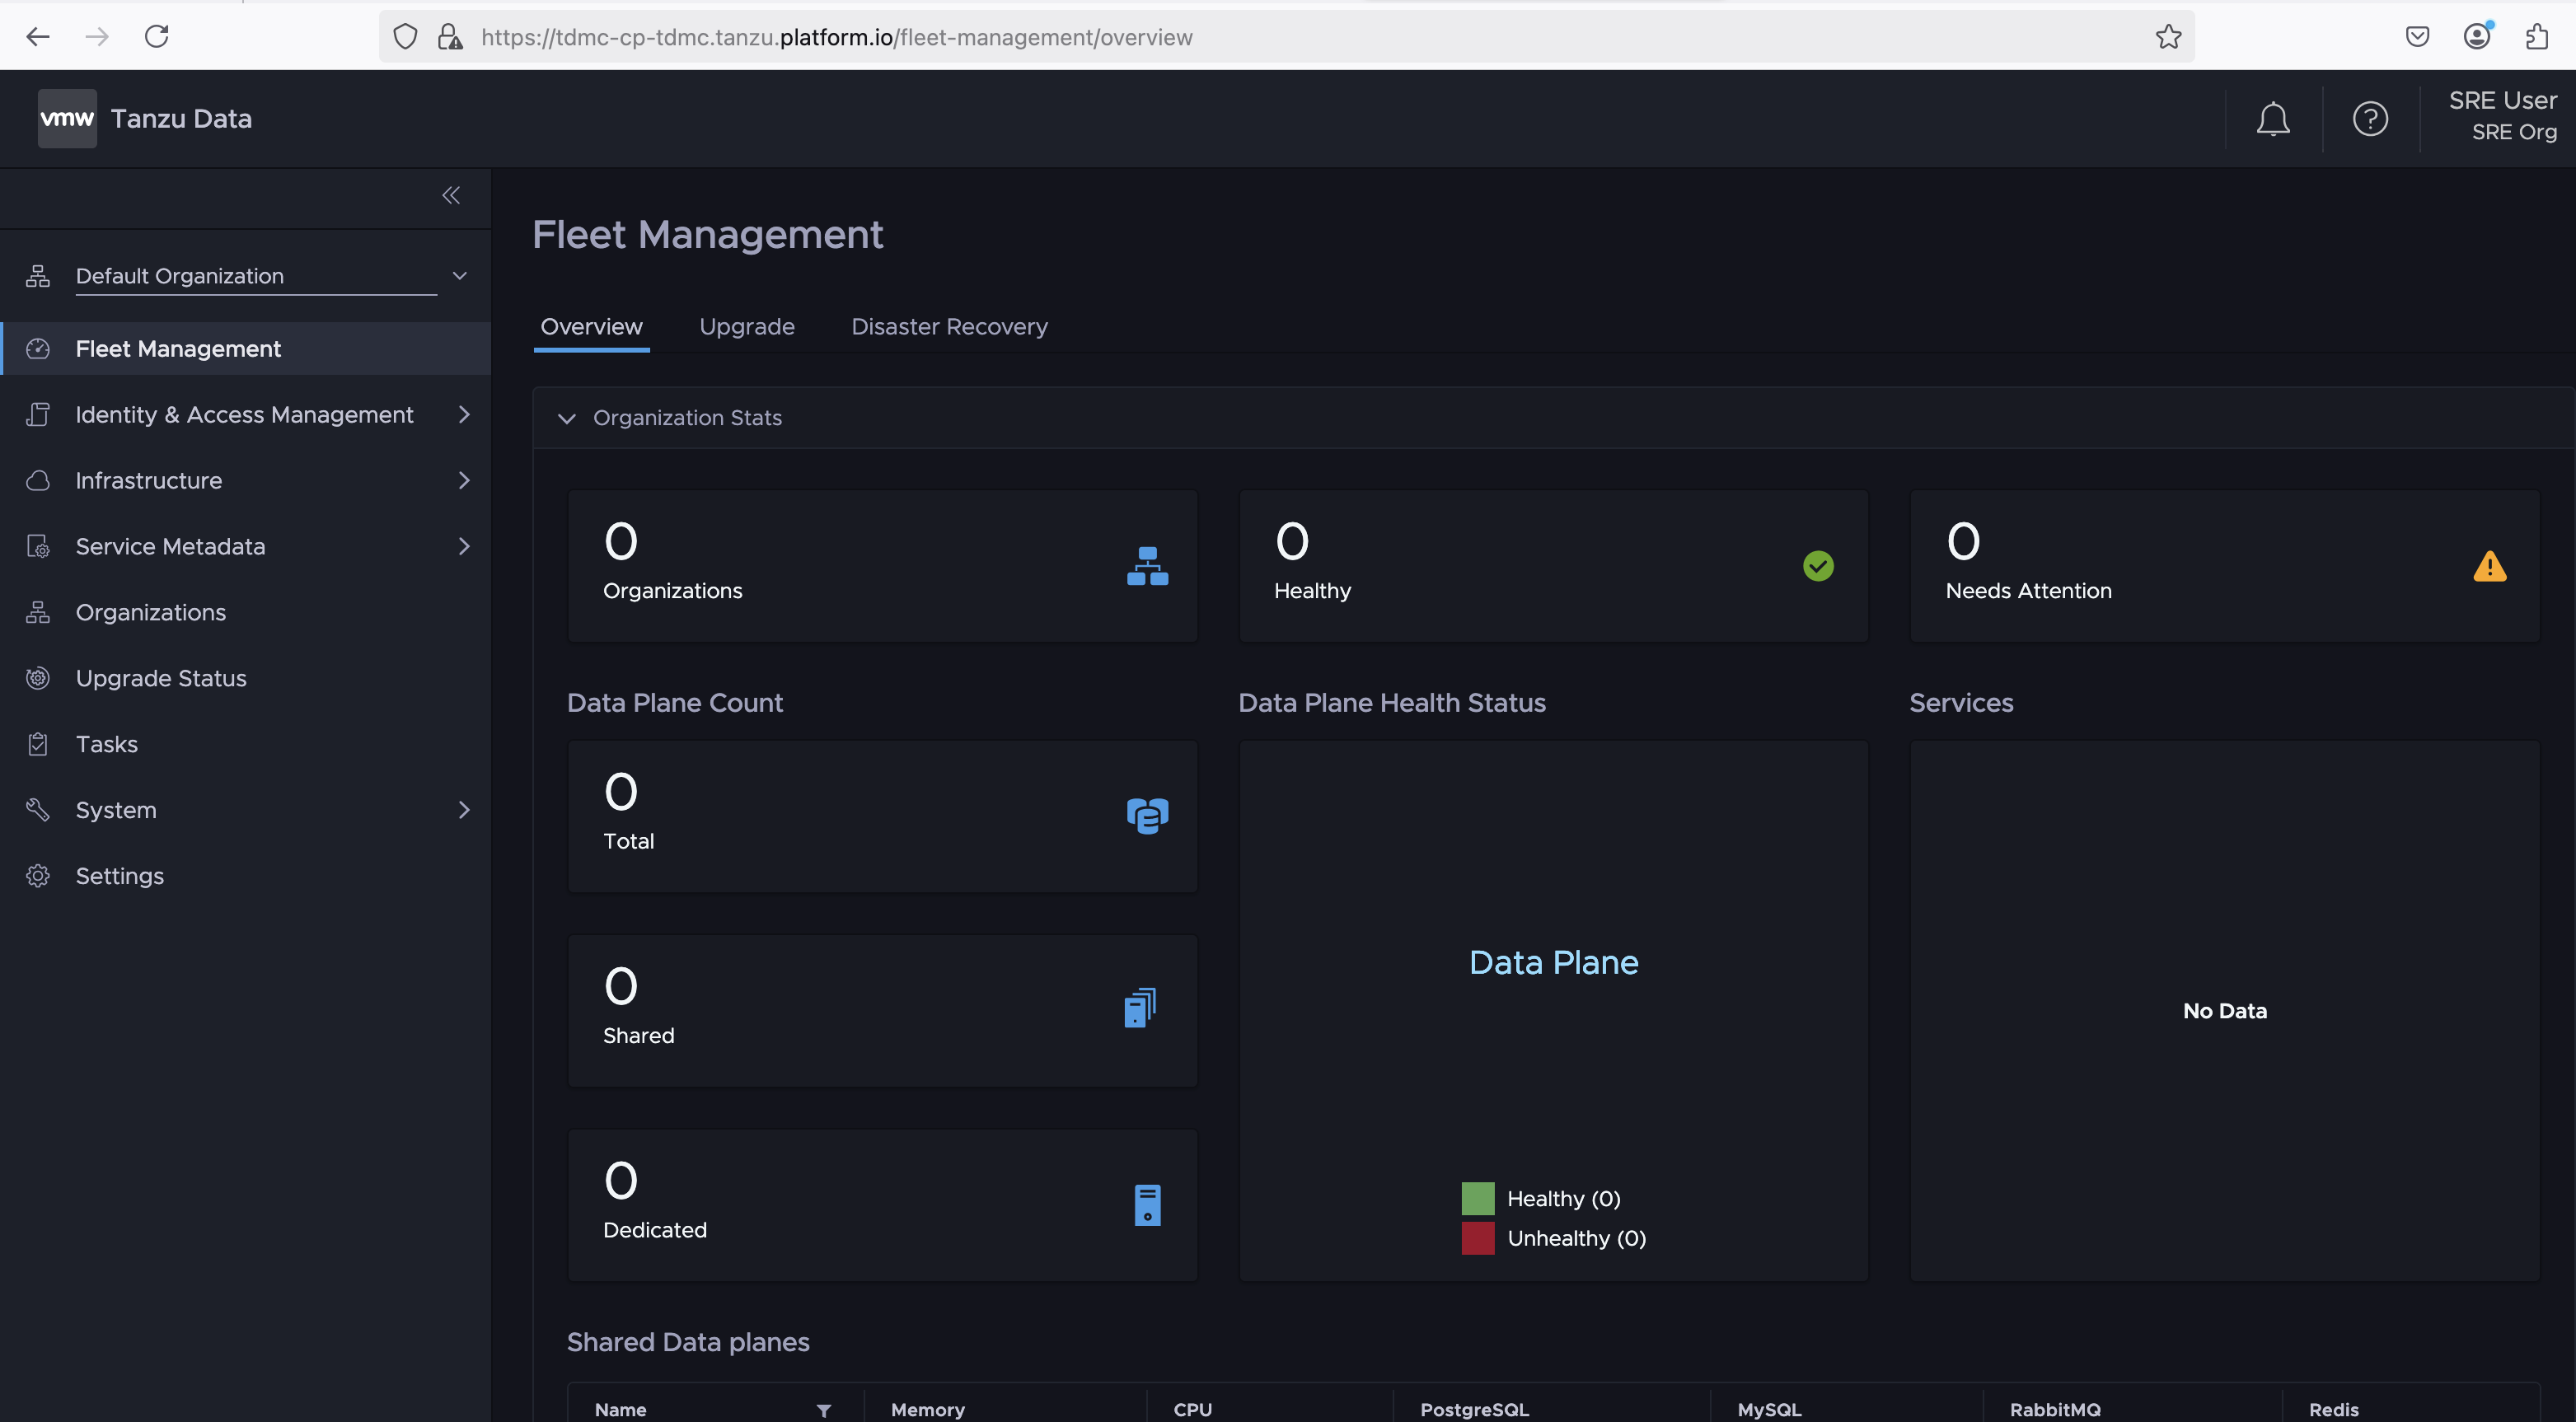 https://tdmc-cp-tdmc.tanzu.platform.io/fleet-management/overview
vmw Tanzu Data
SRE User
SRE Org
Default Organization
Fleet Management
Identity & Access Management
Infrastructure
Service Metadata
Organizations
Upgrade Status
Tasks
System
Settings
Fleet Management
Overview Upgrade Disaster Recovery
Organization Stats
0
Organizations
0
Healthy
0
Needs Attention
Data Plane Count
0
Total
0
Shared
0
Dedicated
Data Plane Health Status
Data Plane
Healthy (0)
Unhealthy (0)
Services
No Data
Shared Data planes
Name Memory CPU PostgreSQL MySQL RabbitMQ Redis